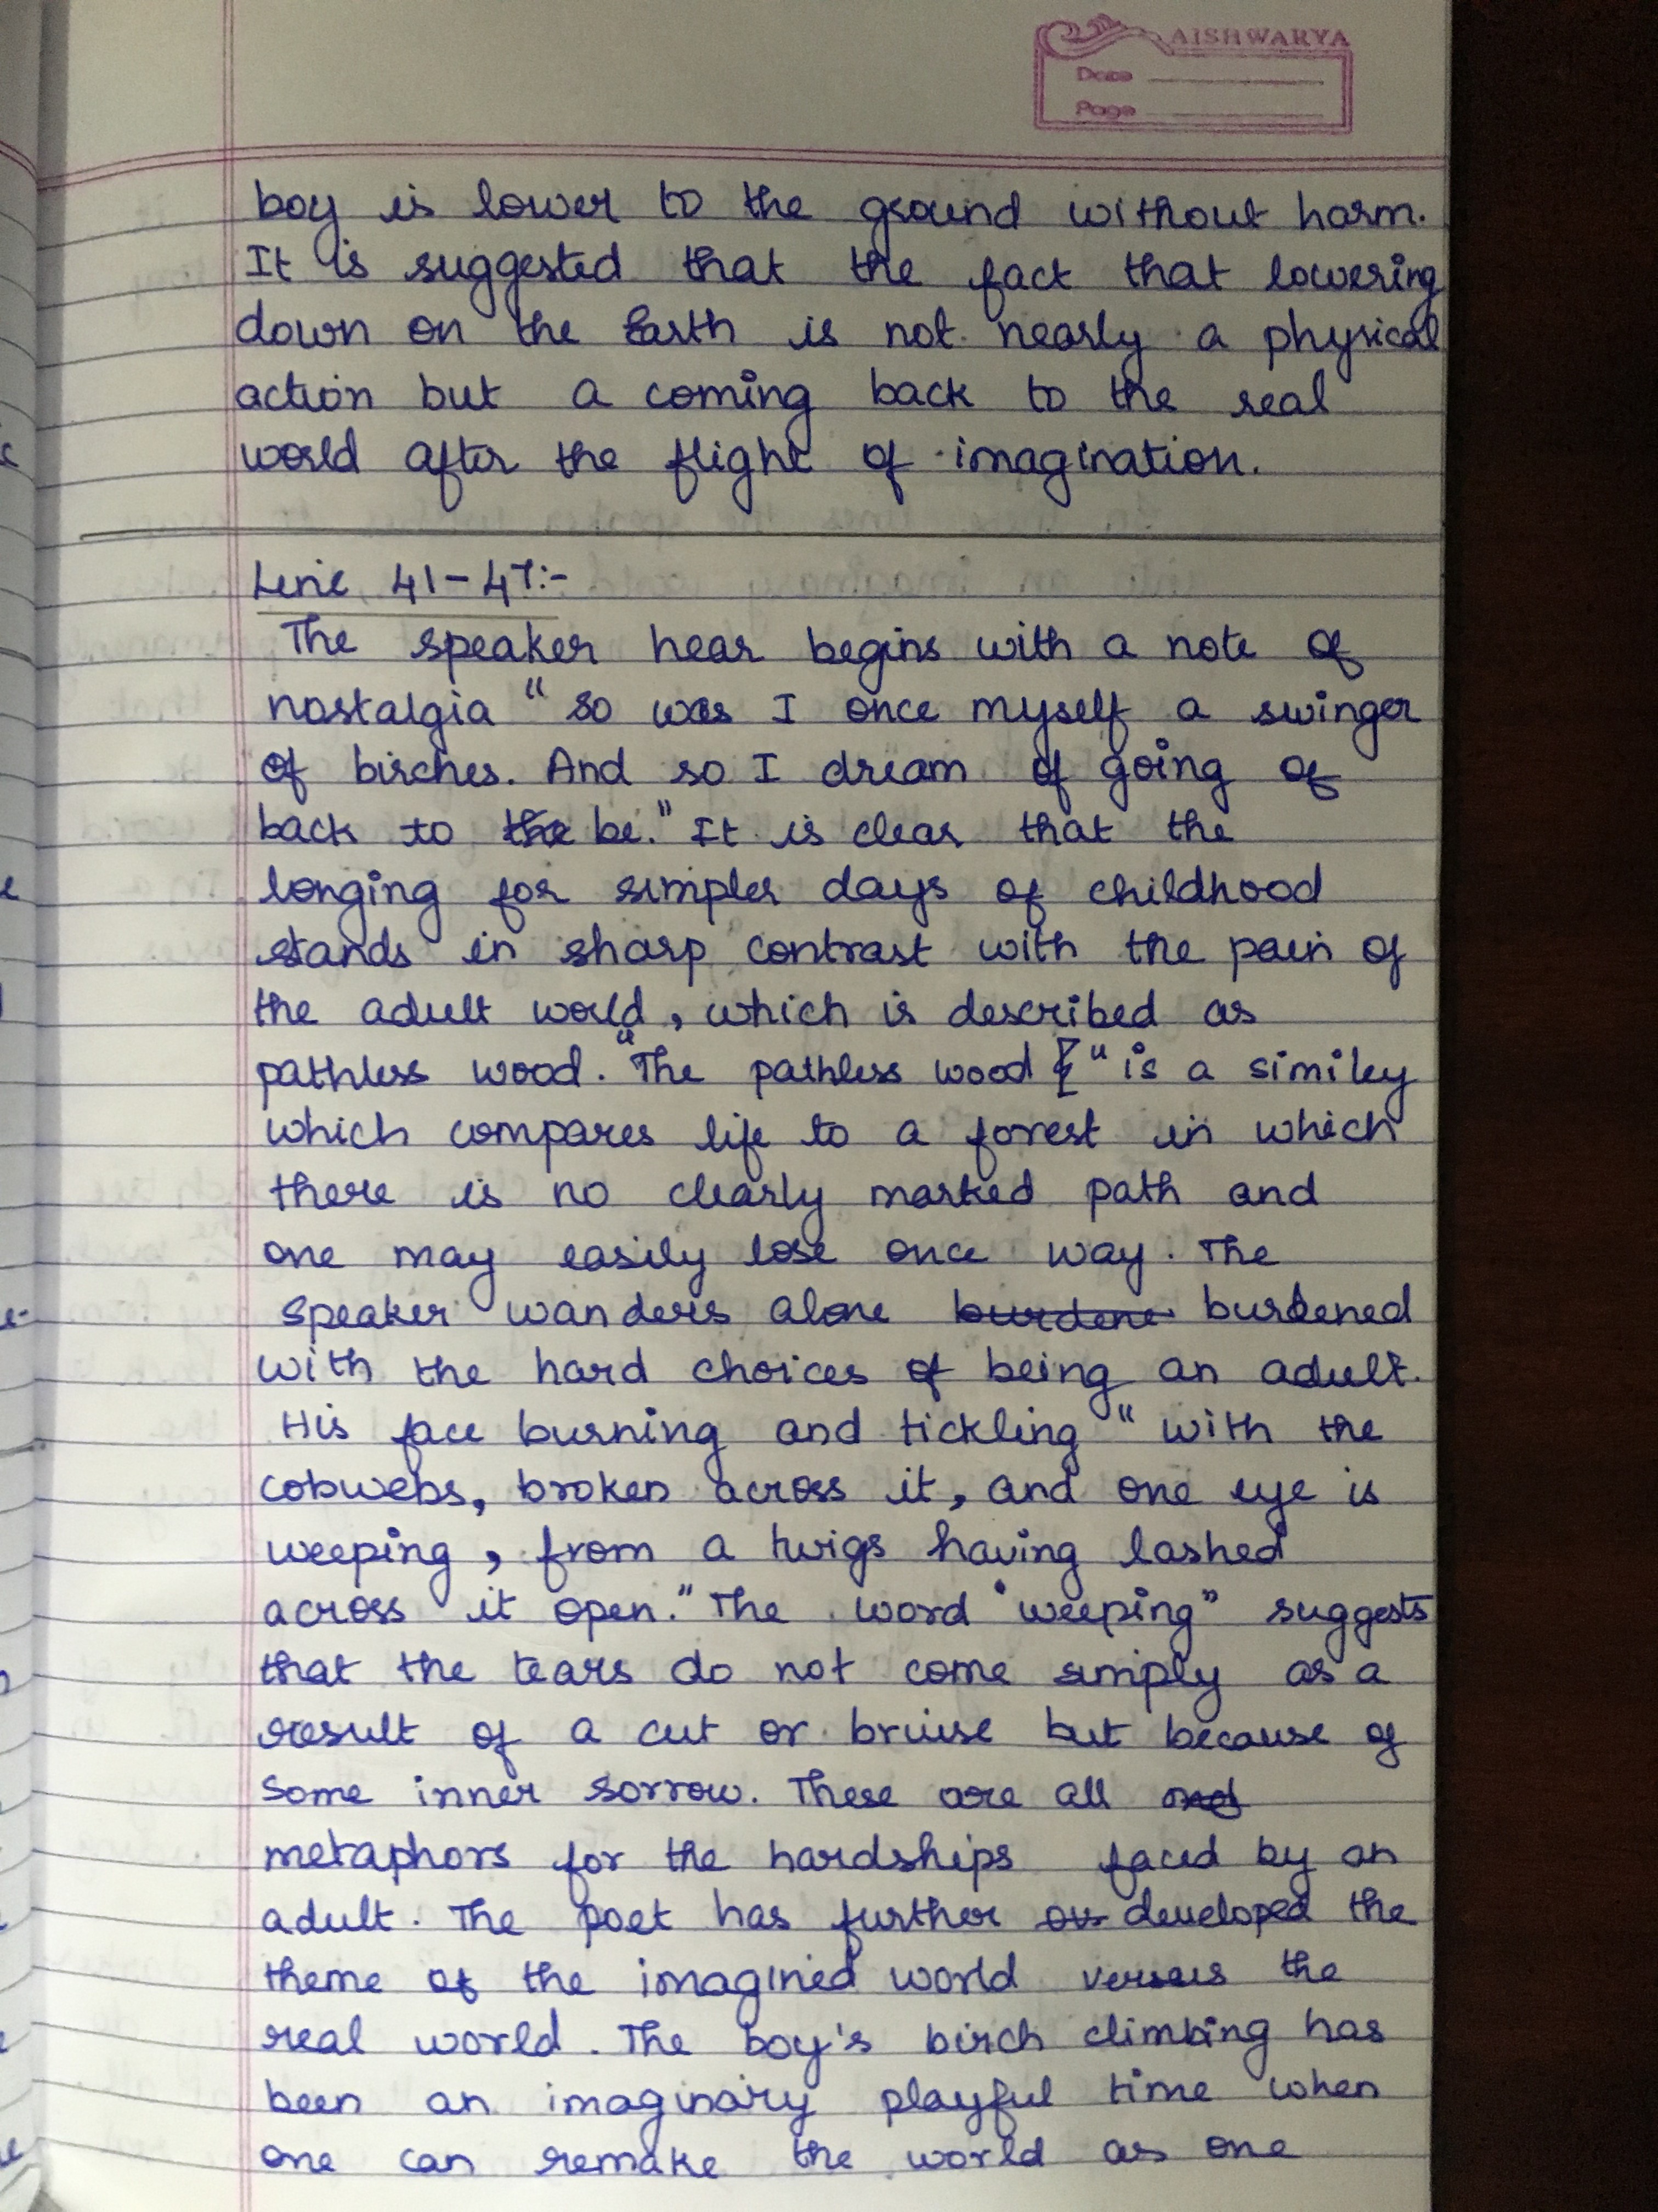 AISHWARYA
Date
Page
boy is lower to the ground without harm.
It is suggested that the fact that lowering
down on the Earth is not nearly a physical
action but a coming back to the real
world after the flight of imagination.
Line 41-47:-
The speaker hear begins with a note of
nostalgia "so was I once myself a swinger
of birches. And so I dream of going of
back to be." It is clear that the
longing for simpler days of childhood
stands in sharp contrast with the pain of
the adult world, which is described as
pathless wood. "The pathless wood " is a similey
which compares life to a forrest in which
there is no clearly marked path and
one may easily lose once way. The
speaker wanders alone burdene burdened
with the hard choices of being an adult.
His face burning and tickling "with the
cobwebs, broken across it, and one eye is
weeping, from a twigs having lashed
across it open." The word "weeping" suggests
that the tears do not come simply as a
result of a cut or bruise but because of
some inner sorrow. These are all
metaphors for the hardships faced by an
adult. The poet has further developed the
theme of the imagined world versus the
real world. The boy's birch climbing has
been an imaginary playful time when
one can remake the world as one